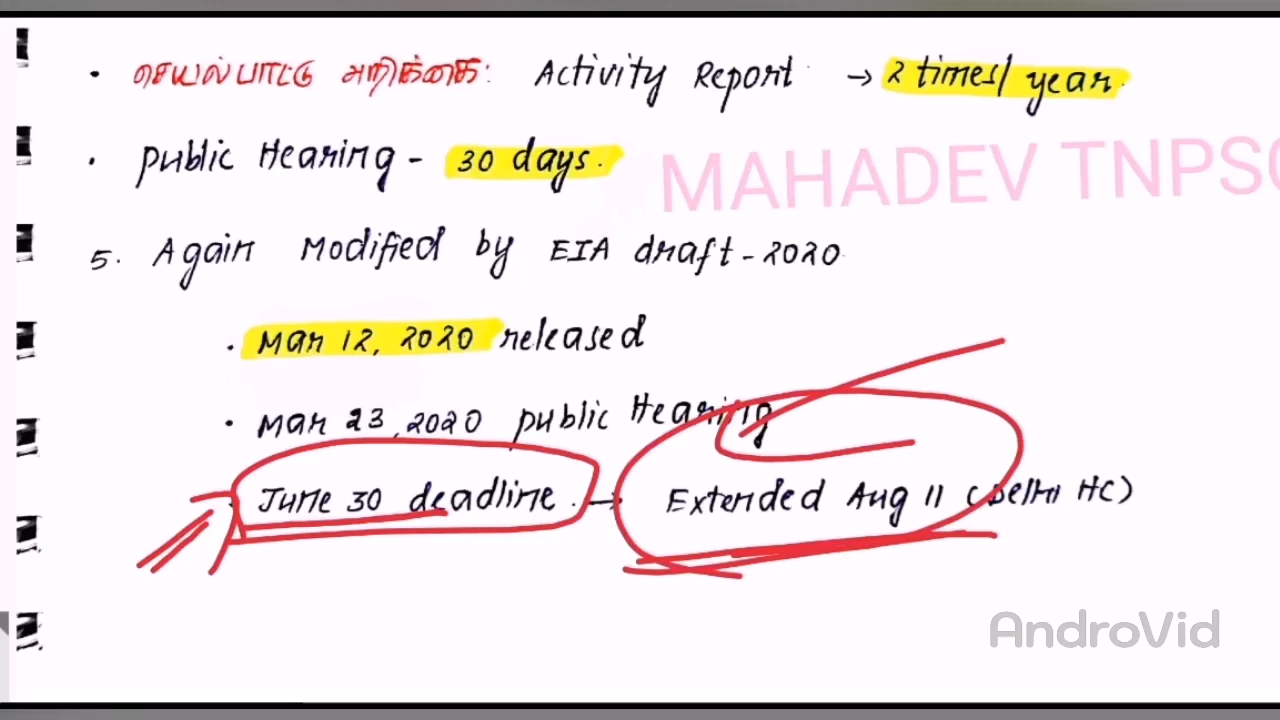 • செயல்பாட்டு அறிக்கை: Activity Report → 2 times/ year.
• Public Hearing - 30 days.
MAHADEV TNPSC
5. Again Modified by EIA draft - 2020
• Mar 12, 2020 released
• Mar 23, 2020 public Hearing
• June 30 deadline → Extended Aug 11 (Delhi HC)
AndroVid